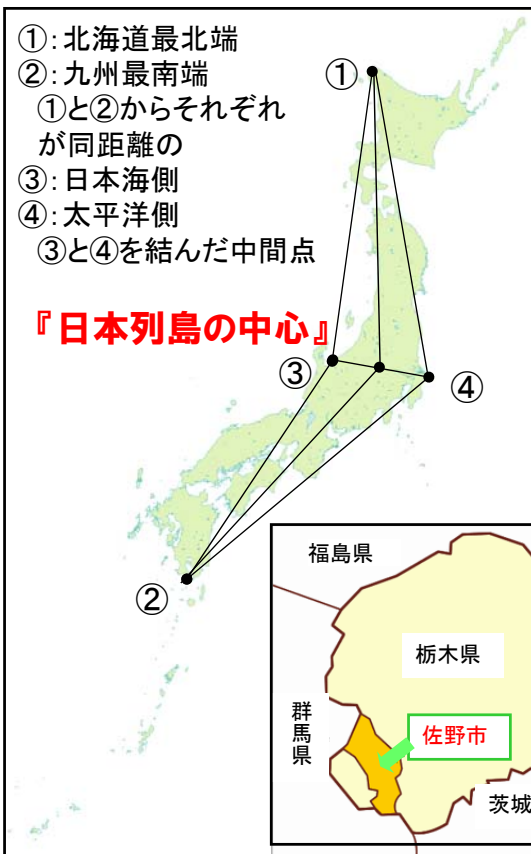 ①：北海道最北端
②：九州最南端
①と②からそれぞれ
が同距離の
③：日本海側
④：太平洋側
③と④を結んだ中間点
『日本列島の中心』
①
③
④
②
福島県
栃木県
群馬県
佐野市
茨城